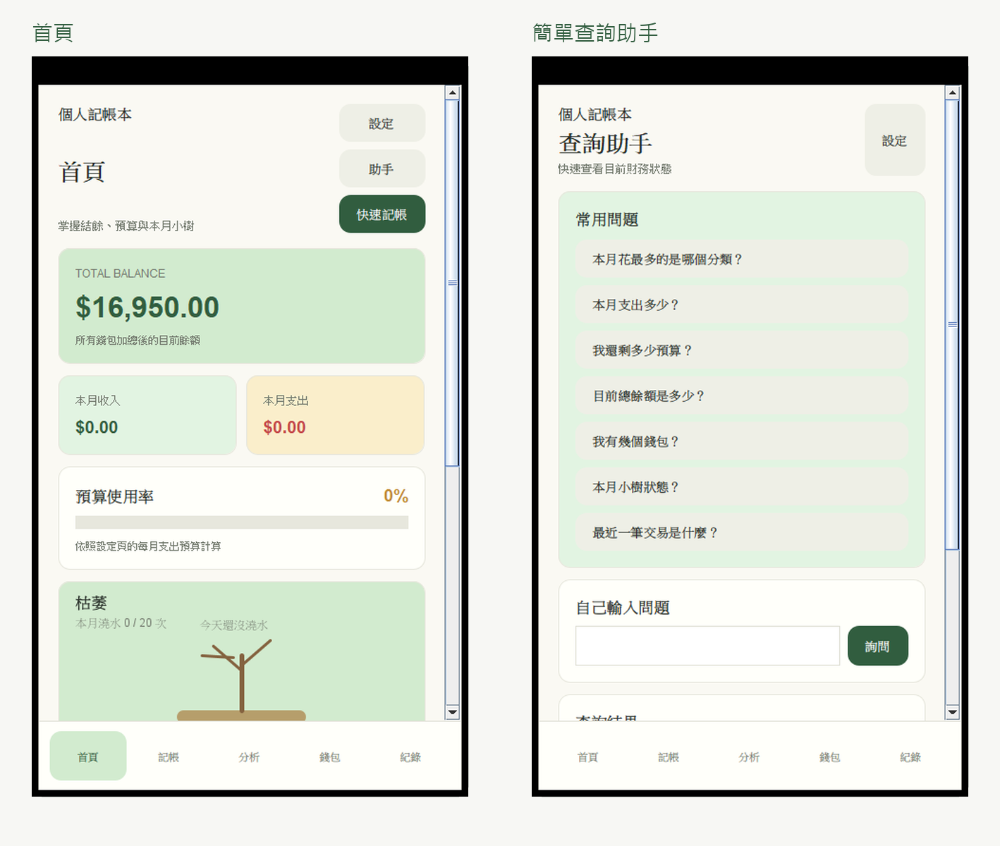 首頁
個人記帳本
設定
首頁
助手
快速記帳
掌握結餘、預算與本月小樹
TOTAL BALANCE
$16,950.00
所有錢包加總後的目前餘額
本月收入
$0.00
本月支出
$0.00
預算使用率
0%
依照設定頁的每月支出預算計算
枯萎
本月澆水 0 / 20 次
今天還沒澆水
首頁
記帳
分析
錢包
紀錄
簡單查詢助手
個人記帳本
查詢助手
快速查看目前財務狀態
設定
常用問題
本月花最多的是哪個分類？
本月支出多少？
我還剩多少預算？
目前總餘額是多少？
我有幾個錢包？
本月小樹狀態？
最近一筆交易是什麼？
自己輸入問題
詢問
查詢結果
首頁
記帳
分析
錢包
紀錄